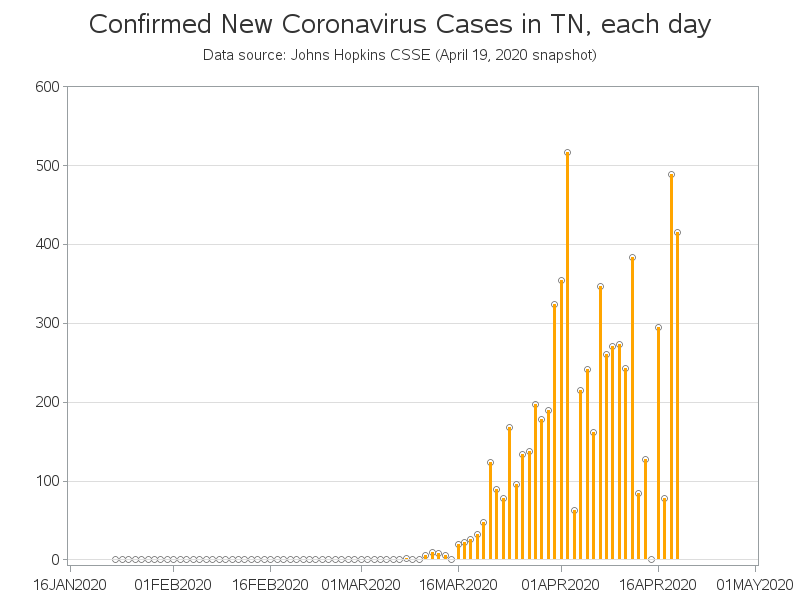 Confirmed New Coronavirus Cases in TN, each day
Data source: Johns Hopkins CSSE (April 19, 2020 snapshot)
600
500
400
300
200
100
0
16JAN2020 01FEB2020 16FEB2020 01MAR2020 16MAR2020 01APR2020 16APR2020 01MAY2020